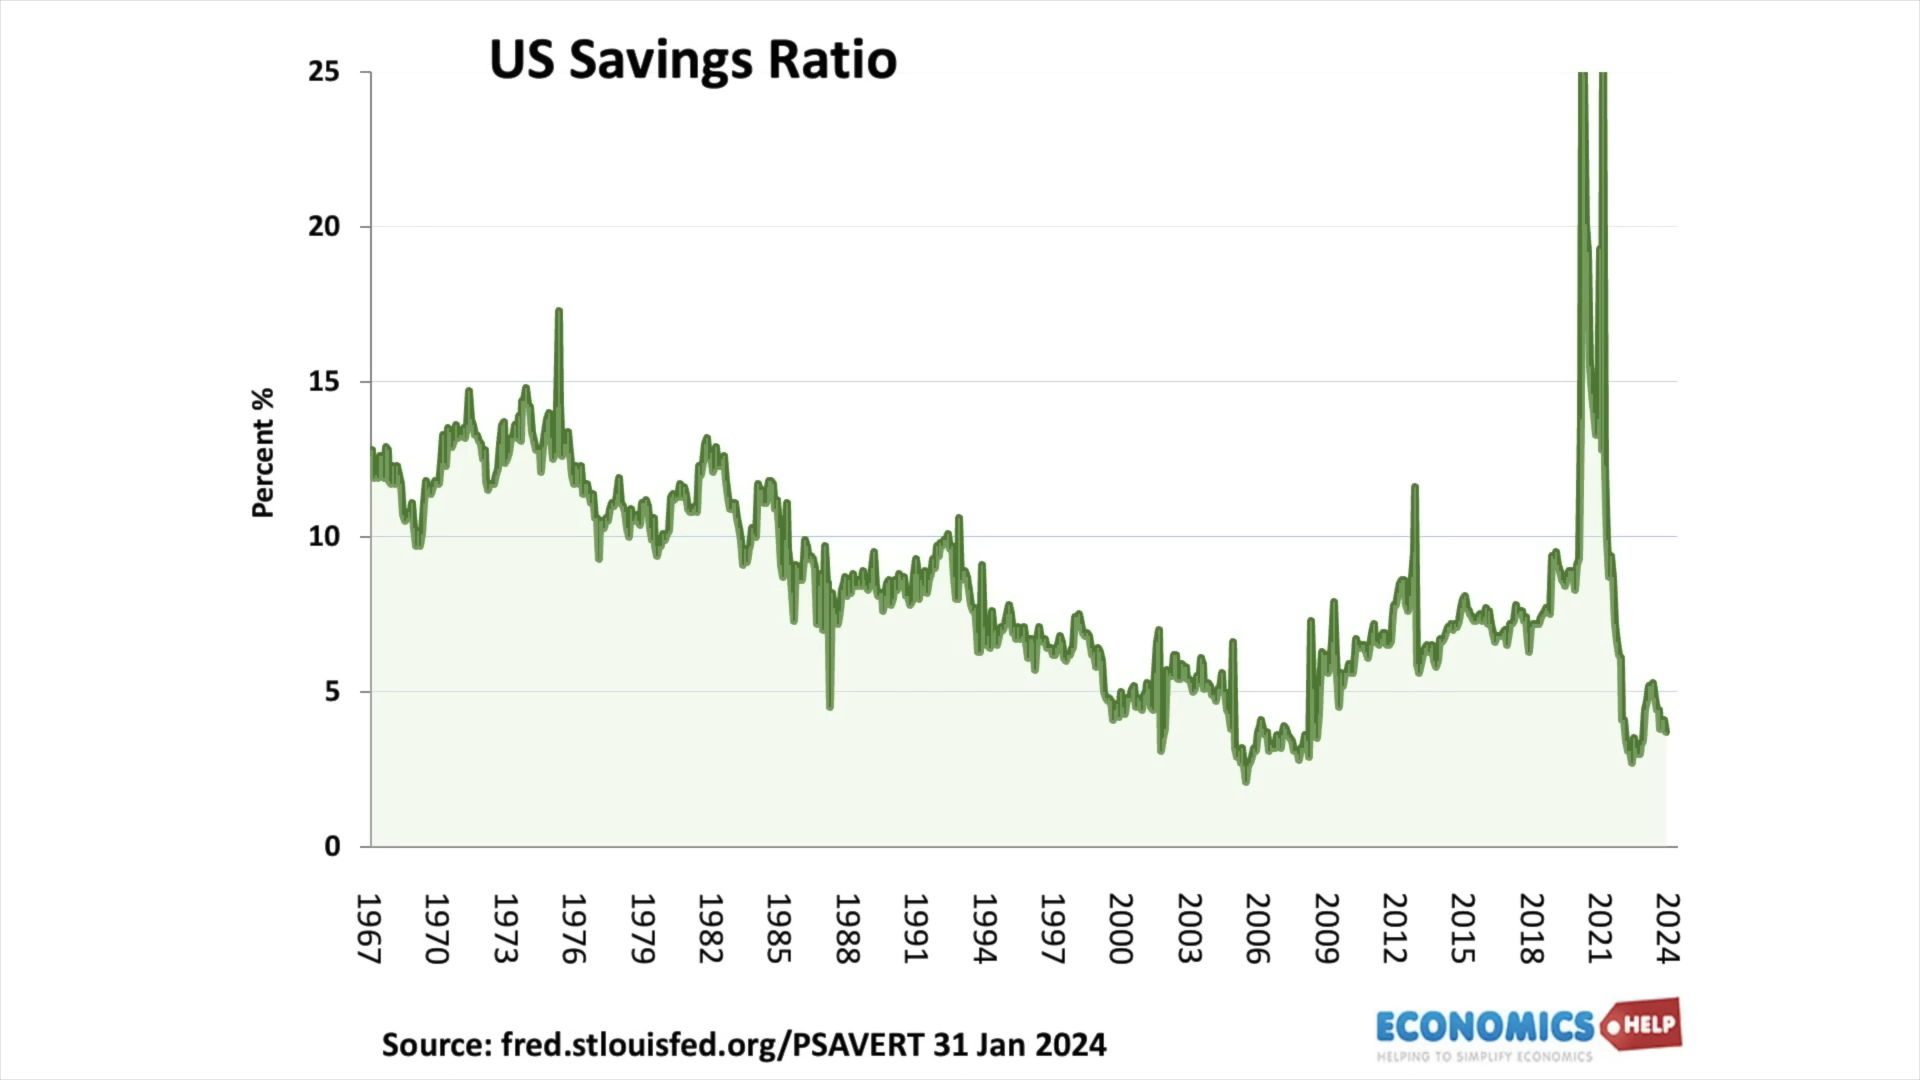 US Savings Ratio
25
20
15
10
5
0
Percent %
1967 1970 1973 1976 1979 1982 1985 1988 1991 1994 1997 2000 2003 2006 2009 2012 2015 2018 2021 2024
Source: fred.stlouisfed.org/PSAVERT 31 Jan 2024
ECONOMICS HELP
HELPING TO SIMPLIFY ECONOMICS